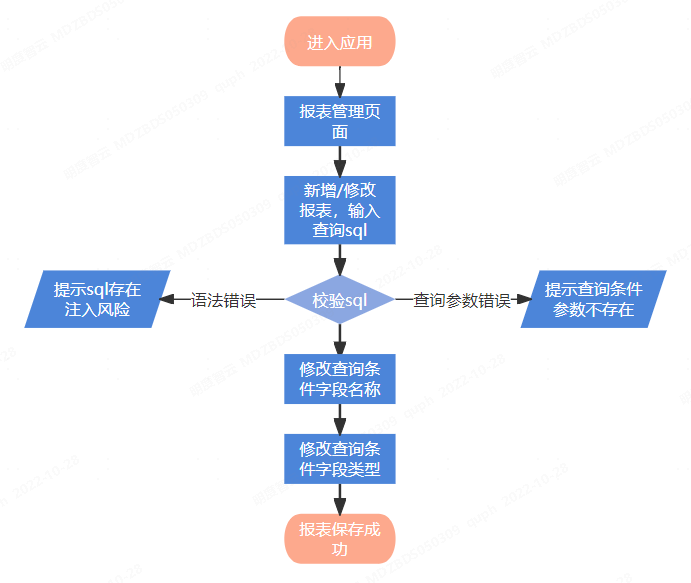 进入应用
报表管理页
面
新增/修改
报表，输入
查询sql
提示sql存在
注入风险
语法错误
校验sql
查询参数错误
提示查询条件
参数不存在
修改查询条
件字段名称
修改查询条
件字段类型
报表保存成
功